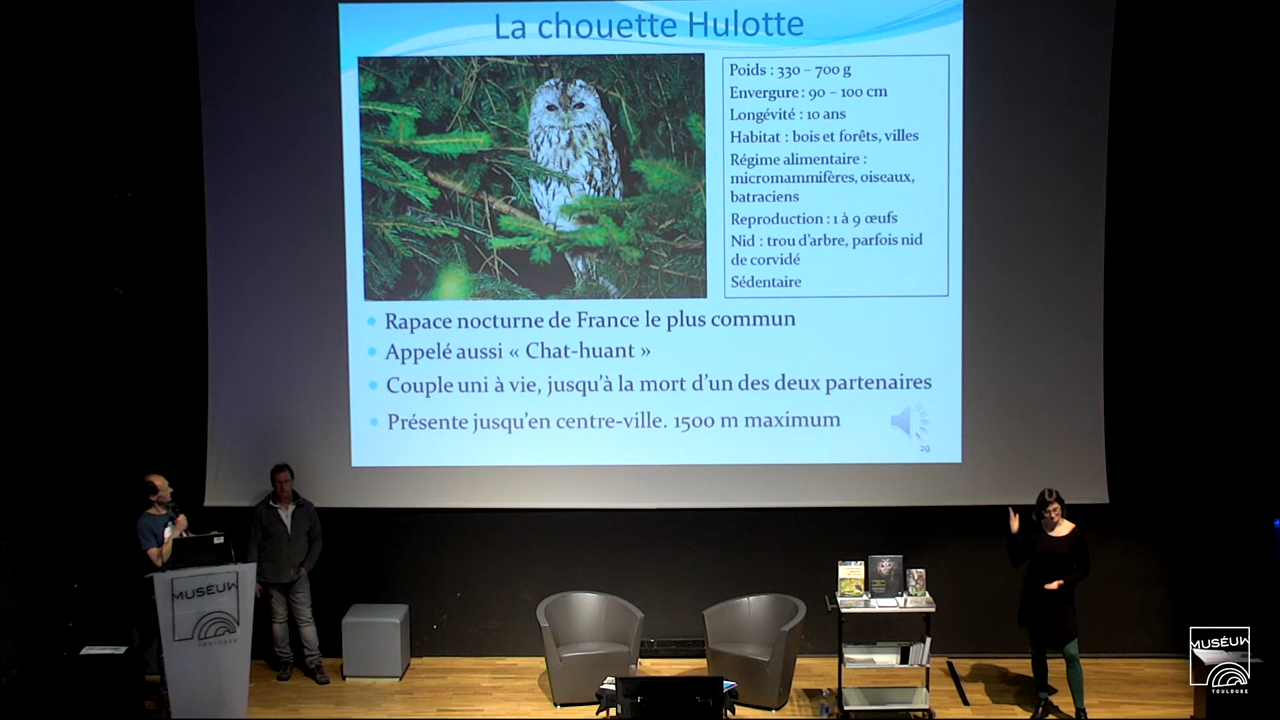 La chouette Hulotte
Poids : 330 – 700 g
Envergure : 90 – 100 cm
Longévité : 10 ans
Habitat : bois et forêts, villes
Régime alimentaire :
micromammifères, oiseaux,
batraciens
Reproduction : 1 à 9 œufs
Nid : trou d'arbre, parfois nid
de corvidé
Sédentaire
Rapace nocturne de France le plus commun
Appelé aussi « Chat-huant »
Couple uni à vie, jusqu'à la mort d'un des deux partenaires
Présente jusqu'en centre-ville. 1500 m maximum
29
MUSÉUM
TOULOUSE
MUSÉUM
TOULOUSE